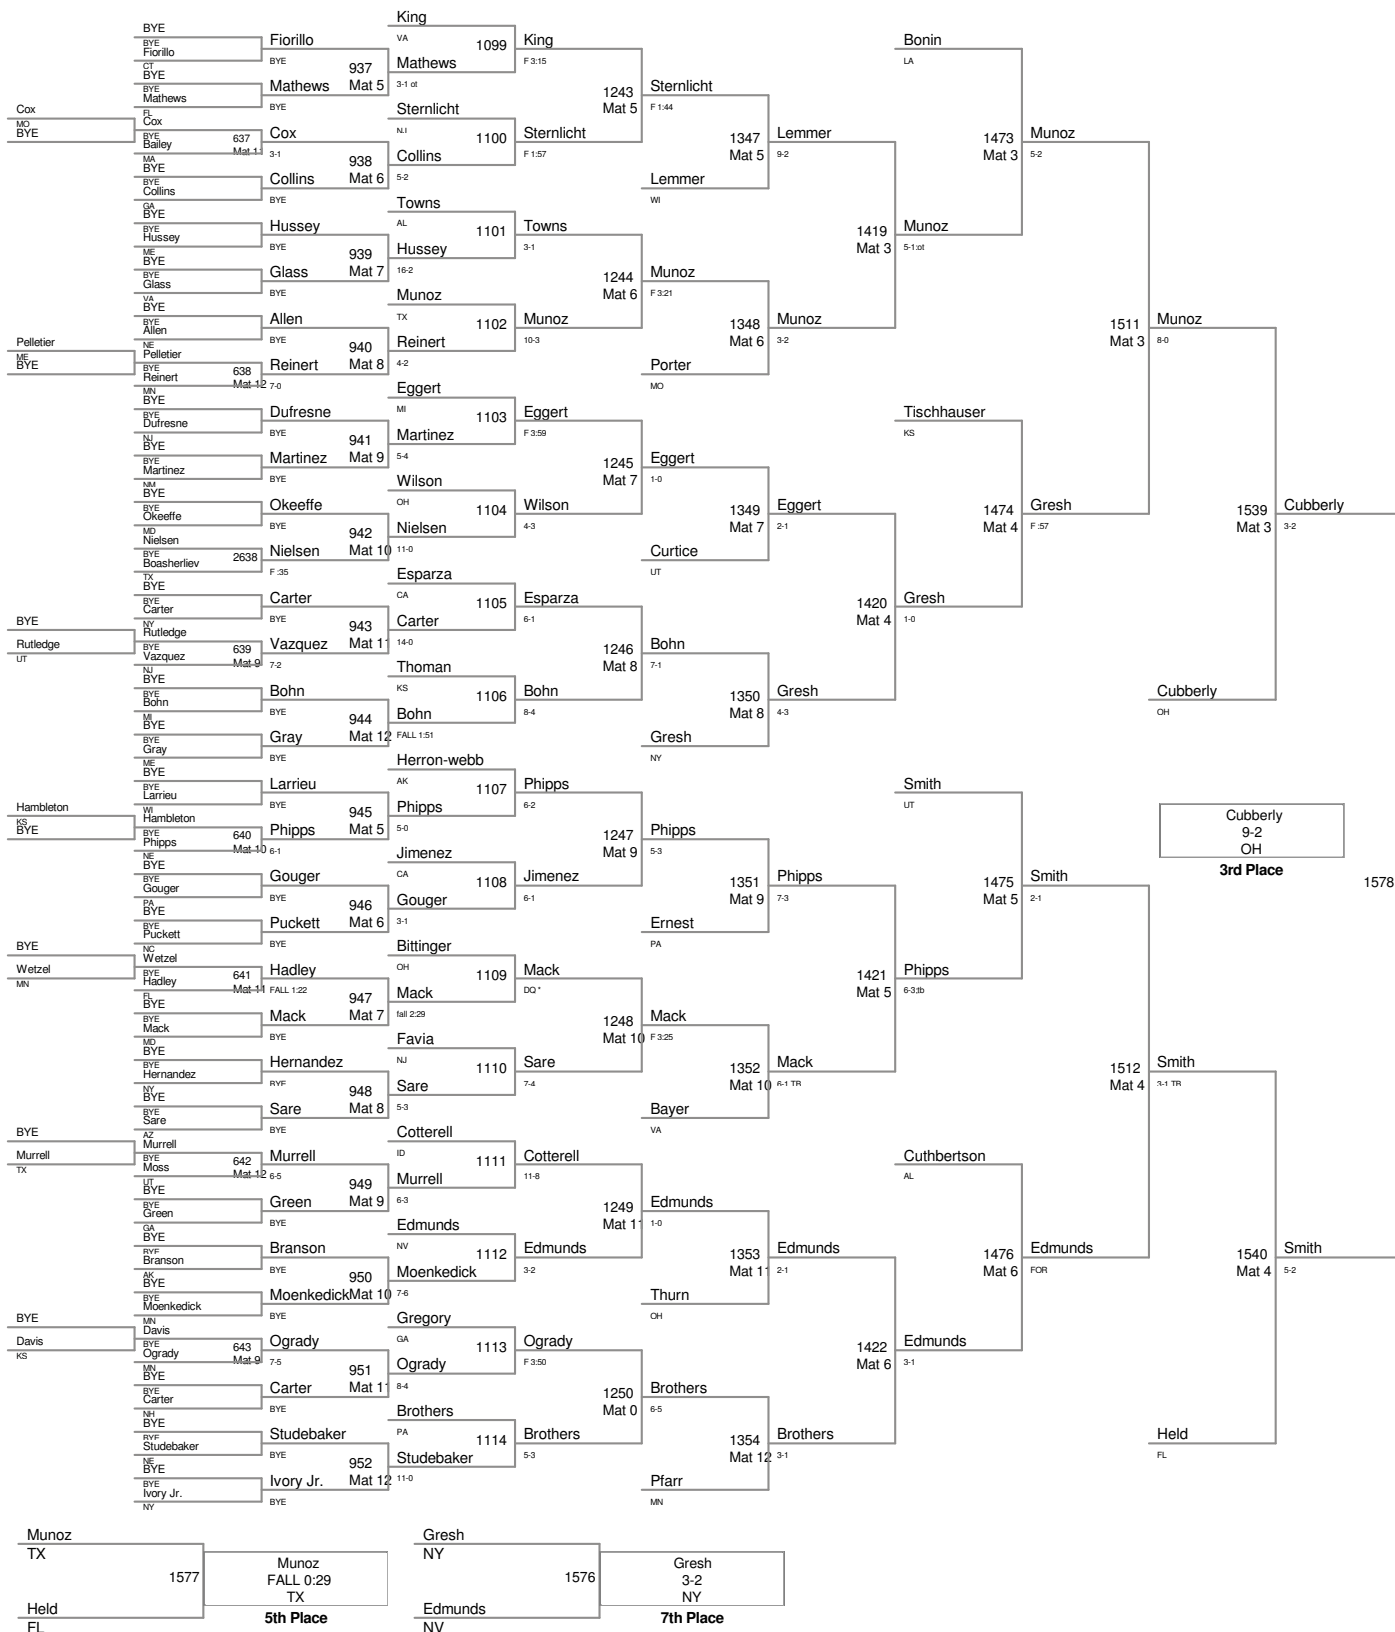 Cox
MO
BYE
Pelletier
ME
BYE
BYE
Rutledge
UT
Hambleton
KS
BYE
BYE
Wetzel
MN
BYE
Murrell
TX
BYE
Davis
KS
BYE
BYE
Fiorillo
CT
BYE
BYE
Mathews
FL
Cox
BYE
Bailey
637
Mat 11
MA
BYE
BYE
Collins
GA
BYE
BYE
Hussey
ME
BYE
BYE
Glass
VA
BYE
BYE
Allen
NE
Pelletier
BYE
Reinert
638
Mat 12
MN
BYE
BYE
Dufresne
NJ
BYE
BYE
Martinez
NM
BYE
BYE
Okeeffe
MD
Nielsen
BYE
Boasherliev
2638
TX
BYE
BYE
Carter
NY
Rutledge
BYE
Vazquez
639
Mat 9
NJ
BYE
BYE
Bohn
MI
BYE
BYE
Gray
ME
BYE
BYE
Larrieu
WI
Hambleton
BYE
Phipps
640
Mat 10
NE
BYE
BYE
Gouger
PA
BYE
BYE
Puckett
NC
Wetzel
BYE
Hadley
641
Mat 11
FL
BYE
BYE
Mack
MD
BYE
BYE
Hernandez
NY
BYE
BYE
Sare
AZ
Murrell
BYE
Moss
642
Mat 12
UT
BYE
BYE
Green
GA
BYE
BYE
Branson
AK
BYE
BYE
Moenkedick
MN
Davis
BYE
Ogrady
643
Mat 9
MN
BYE
BYE
Carter
NH
BYE
BYE
Studebaker
NE
BYE
BYE
Ivory Jr.
NY
Fiorillo
BYE
937
Mat 5
Mathews
BYE
Cox
3-1
938
Mat 6
Collins
BYE
Hussey
BYE
939
Mat 7
Glass
BYE
Allen
BYE
940
Mat 8
Reinert
7-0
Dufresne
BYE
941
Mat 9
Martinez
BYE
Okeeffe
BYE
942
Mat 10
Nielsen
F :35
Carter
BYE
943
Mat 11
Vazquez
7-2
Bohn
BYE
944
Mat 12
Gray
BYE
Larrieu
BYE
945
Mat 5
Phipps
6-1
Gouger
BYE
946
Mat 6
Puckett
BYE
Hadley
FALL 1:22
947
Mat 7
Mack
BYE
Hernandez
BYE
948
Mat 8
Sare
BYE
Murrell
6-5
949
Mat 9
Green
BYE
Branson
BYE
950
Mat 10
Moenkedick
BYE
Ogrady
7-5
951
Mat 11
Carter
BYE
Studebaker
BYE
952
Mat 12
Ivory Jr.
BYE
King
VA
1099
Mathews
3-1 ot
Sternlicht
NJ
1100
Collins
5-2
Towns
AL
1101
Hussey
16-2
Munoz
TX
1102
Reinert
4-2
Eggert
MI
1103
Martinez
5-4
Wilson
OH
1104
Nielsen
11-0
Esparza
CA
1105
Carter
14-0
Thoman
KS
1106
Bohn
FALL 1:51
Herron-webb
AK
1107
Phipps
5-0
Jimenez
CA
1108
Gouger
3-1
Bittinger
OH
1109
Mack
fall 2:29
Favia
NJ
1110
Sare
5-3
Cotterell
ID
1111
Murrell
6-3
Edmunds
NV
1112
Moenkedick
7-6
Gregory
GA
1113
Ogrady
8-4
Brothers
PA
1114
Studebaker
11-0
King
F 3:15
1243
Mat 5
Sternlicht
F 1:57
Towns
3-1
1244
Mat 6
Munoz
10-3
Eggert
F 3:59
1245
Mat 7
Wilson
4-3
Esparza
6-1
1246
Mat 8
Bohn
8-4
Phipps
6-2
1247
Mat 9
Jimenez
6-1
Mack
DQ *
1248
Mat 10
Sare
7-4
Cotterell
11-8
1249
Mat 11
Edmunds
3-2
Ogrady
F 3:50
1250
Mat 0
Brothers
5-3
Sternlicht
F 1:44
1347
Mat 5
Lemmer
WI
Munoz
F 3:21
1348
Mat 6
Porter
MO
Eggert
1-0
1349
Mat 7
Curtice
UT
Bohn
7-1
1350
Mat 8
Gresh
NY
Phipps
5-3
1351
Mat 9
Ernest
PA
Mack
F 3:25
1352
Mat 10
Bayer
VA
Edmunds
1-0
1353
Mat 11
Thurn
OH
Brothers
6-5
1354
Mat 12
Pfarr
MN
Lemmer
9-2
1419
Mat 3
Munoz
3-2
Eggert
2-1
1420
Mat 4
Gresh
4-3
Phipps
7-3
1421
Mat 5
Mack
6-1 TB
Edmunds
2-1
1422
Mat 6
Brothers
3-1
Bonin
LA
1473
Mat 3
Munoz
5-1:ot
Tischhauser
KS
1474
Mat 4
Gresh
1-0
Smith
UT
1475
Mat 5
Phipps
6-3;tb
Cuthbertson
AL
1476
Mat 6
Edmunds
3-1
Munoz
5-2
1511
Mat 3
Gresh
F :57
Smith
2-1
1512
Mat 4
Edmunds
FOR
Munoz
8-0
1539
Mat 3
Cubberly
OH
Smith
3-1 TB
1540
Mat 4
Held
FL
Cubberly
3-2
Smith
5-2
1578
Cubberly
9-2
OH
3rd Place
Munoz
TX
1577
Held
FL
Munoz
FALL 0:29
TX
5th Place
Gresh
NY
1576
Edmunds
NV
Gresh
3-2
NY
7th Place